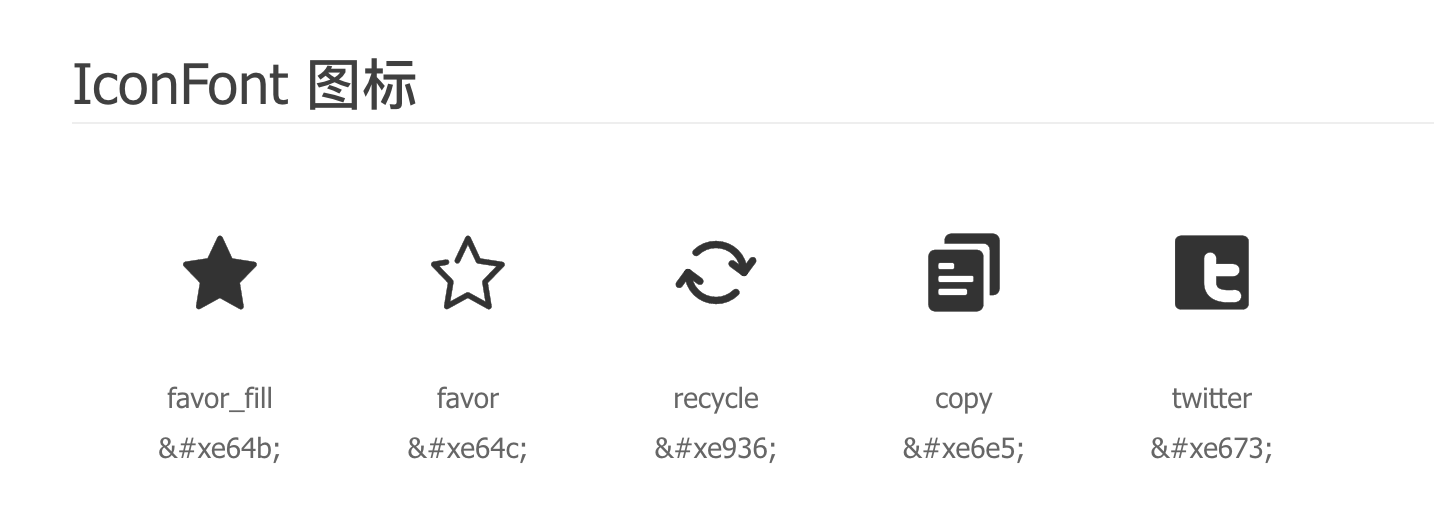 IconFont 图标
favor_fill favor recycle copy twitter
&#xe64b; &#xe64c; &#xe936; &#xe6e5; &#xe673;